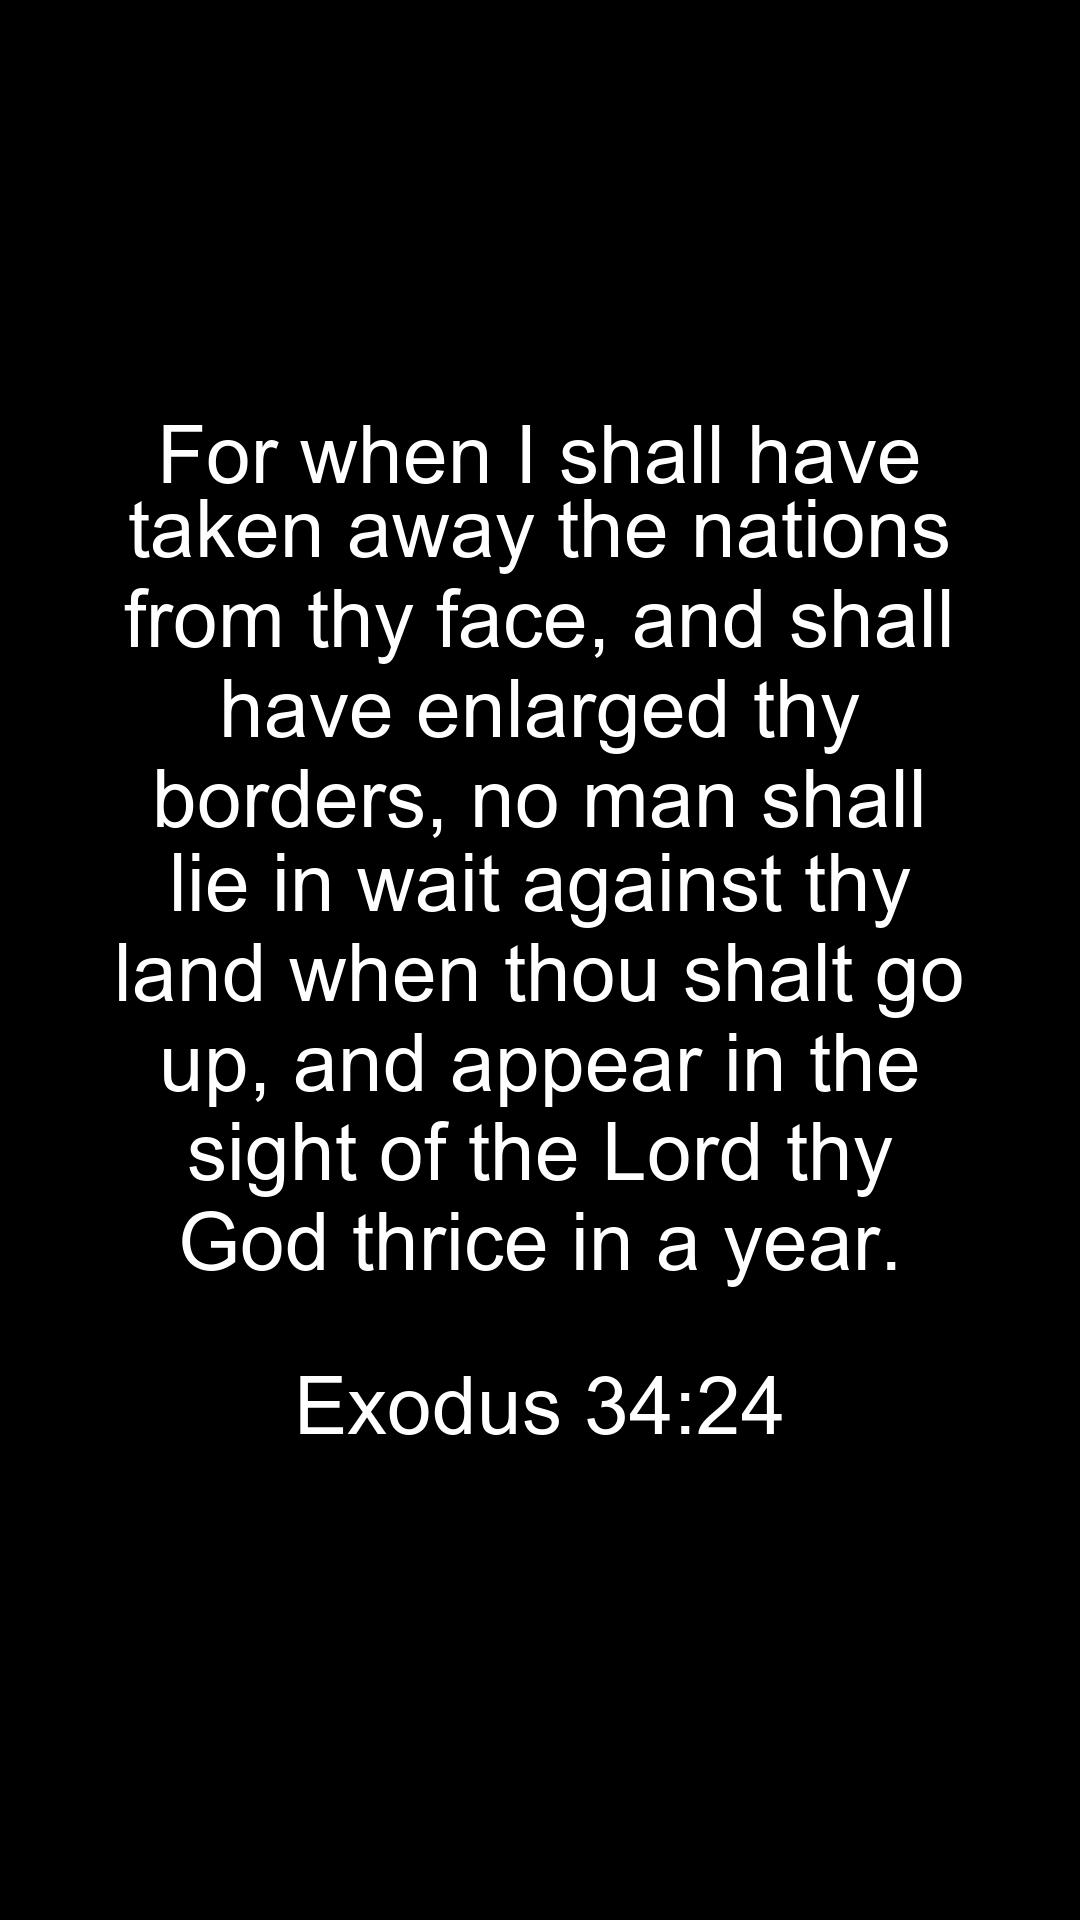 For when I shall have
taken away the nations
from thy face, and shall
have enlarged thy
borders, no man shall
lie in wait against thy
land when thou shalt go
up, and appear in the
sight of the Lord thy
God thrice in a year.
Exodus 34:24